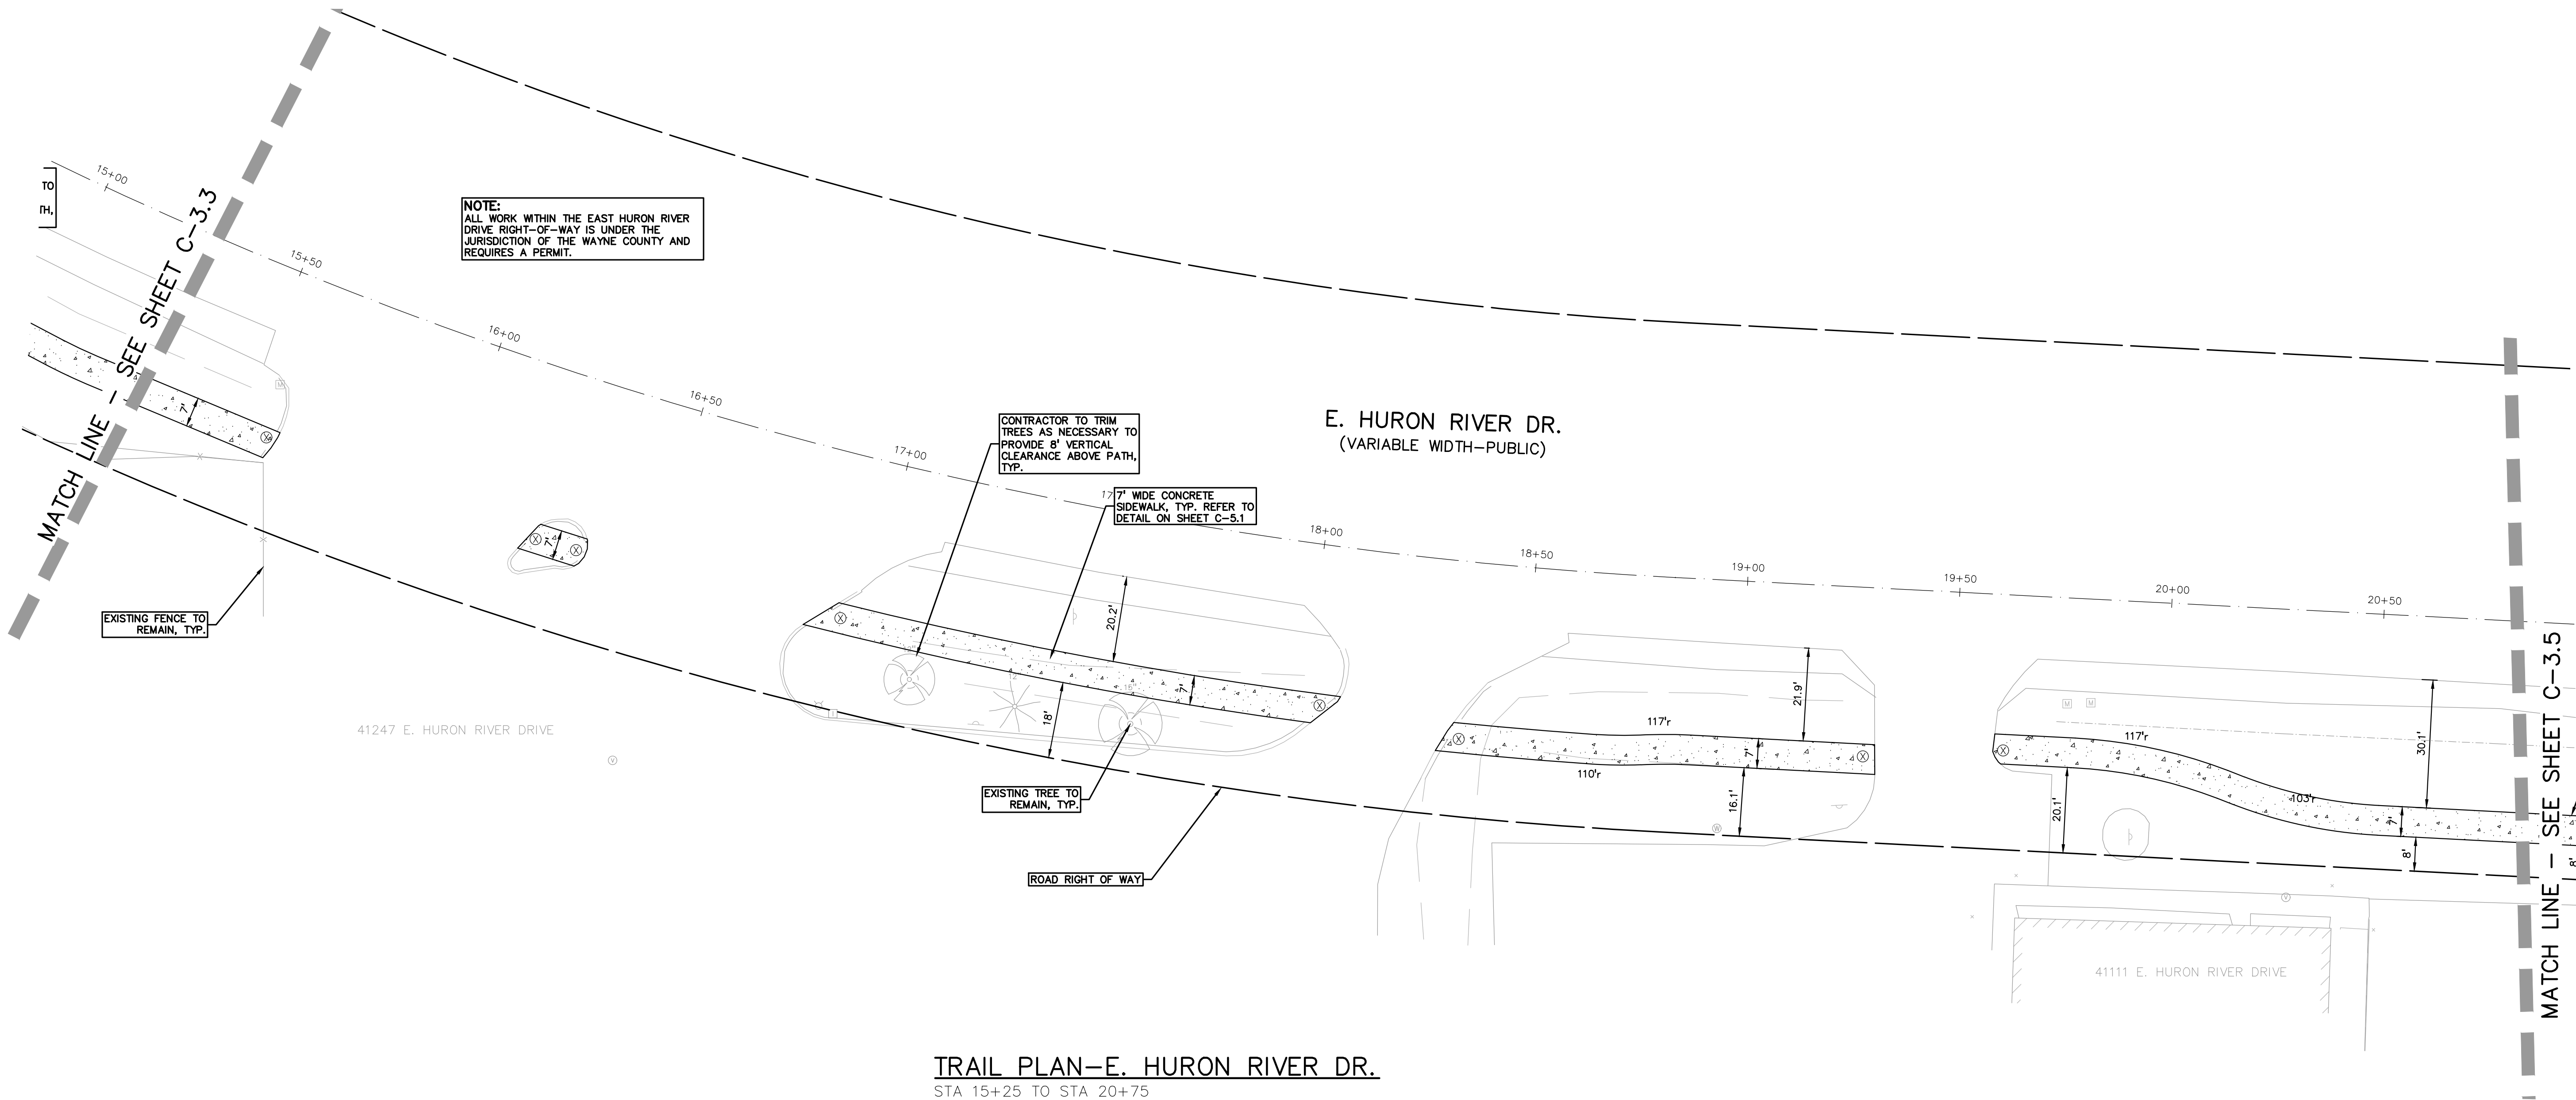 TO
TH,
15+00
MATCH LINE - SEE SHEET C-3.3
NOTE:
ALL WORK WITHIN THE EAST HURON RIVER
DRIVE RIGHT-OF-WAY IS UNDER THE
JURISDICTION OF THE WAYNE COUNTY AND
REQUIRES A PERMIT.
15+50
16+00
16+50
17+00
17
18+00
18+50
19+00
19+50
20+00
20+50
E. HURON RIVER DR.
(VARIABLE WIDTH-PUBLIC)
CONTRACTOR TO TRIM
TREES AS NECESSARY TO
PROVIDE 8' VERTICAL
CLEARANCE ABOVE PATH,
TYP.
7' WIDE CONCRETE
SIDEWALK, TYP. REFER TO
DETAIL ON SHEET C-5.1
M
7'
X
X
X
EXISTING FENCE TO
REMAIN, TYP.
X
7'
X
X
20.2'
12"
15"
7'
X
18'
T
EXISTING TREE TO
REMAIN, TYP.
ROAD RIGHT OF WAY
41247 E. HURON RIVER DRIVE
V
X
117'r
110'r
21.9'
7'
X
16.1'
W
X
M
M
117'r
103'r
30.1'
7'
20.1'
8'
8'
V
41111 E. HURON RIVER DRIVE
MATCH LINE - SEE SHEET C-3.5
TRAIL PLAN-E. HURON RIVER DR.
STA 15+25 TO STA 20+75